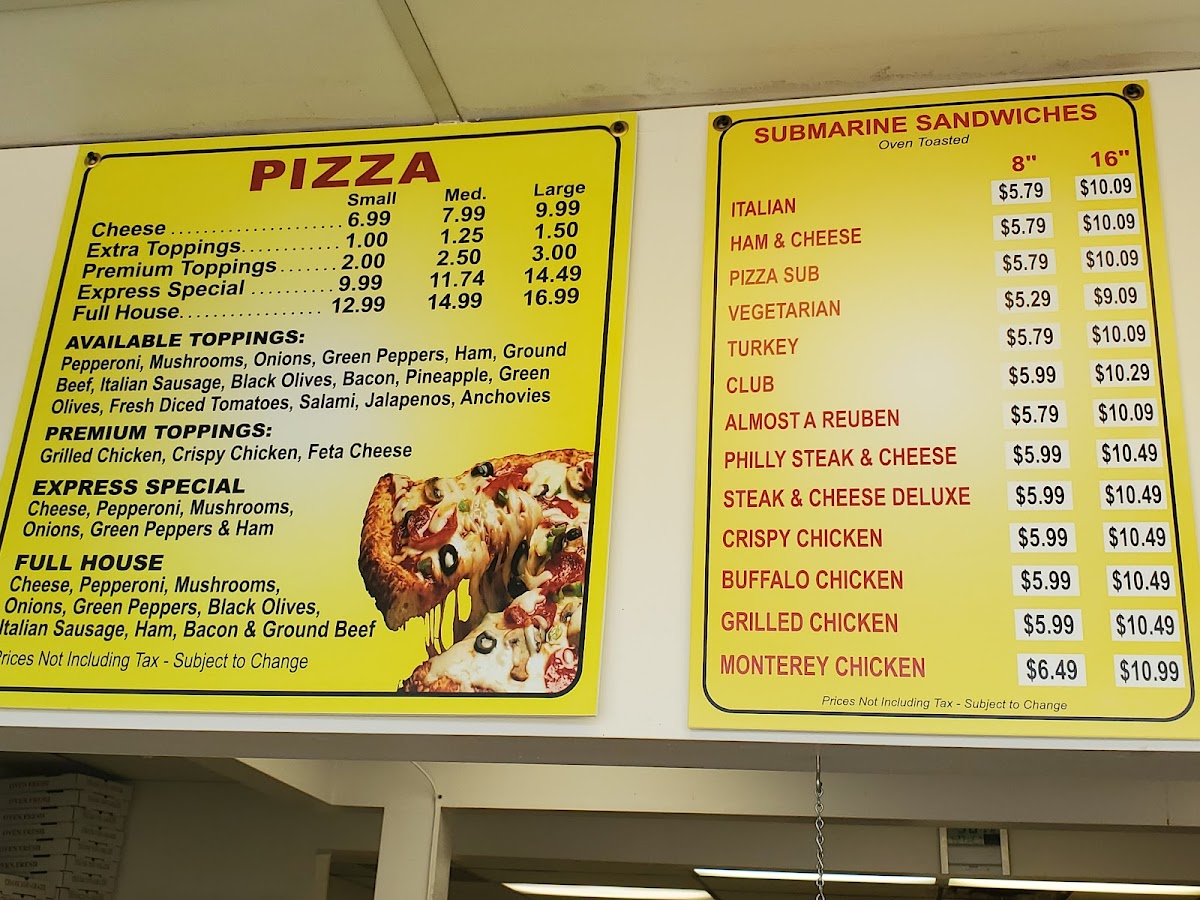 PIZZA
Small Med. Large
Cheese ..................... 6.99 7.99 9.99
Extra Toppings............ 1.00 1.25 1.50
Premium Toppings....... 2.00 2.50 3.00
Express Special .......... 9.99 11.74 14.49
Full House................. 12.99 14.99 16.99
AVAILABLE TOPPINGS:
Pepperoni, Mushrooms, Onions, Green Peppers, Ham, Ground
Beef, Italian Sausage, Black Olives, Bacon, Pineapple, Green
Olives, Fresh Diced Tomatoes, Salami, Jalapenos, Anchovies
PREMIUM TOPPINGS:
Grilled Chicken, Crispy Chicken, Feta Cheese
EXPRESS SPECIAL
Cheese, Pepperoni, Mushrooms,
Onions, Green Peppers & Ham
FULL HOUSE
Cheese, Pepperoni, Mushrooms,
Onions, Green Peppers, Black Olives,
Italian Sausage, Ham, Bacon & Ground Beef
Prices Not Including Tax - Subject to Change
SUBMARINE SANDWICHES
Oven Toasted
8" 16"
ITALIAN $5.79 $10.09
HAM & CHEESE $5.79 $10.09
PIZZA SUB $5.79 $10.09
VEGETARIAN $5.29 $9.09
TURKEY $5.79 $10.09
CLUB $5.99 $10.29
ALMOST A REUBEN $5.79 $10.09
PHILLY STEAK & CHEESE $5.99 $10.49
STEAK & CHEESE DELUXE $5.99 $10.49
CRISPY CHICKEN $5.99 $10.49
BUFFALO CHICKEN $5.99 $10.49
GRILLED CHICKEN $5.99 $10.49
MONTEREY CHICKEN $6.49 $10.99
Prices Not Including Tax - Subject to Change
OVEN FRESH
OVEN FRESH
OVEN FRESH
OVEN FRESH
OVEN FRESH